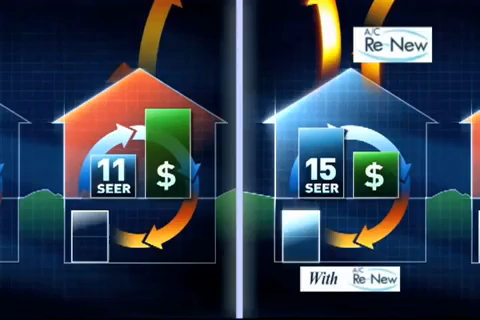 A/C
Re New
11
SEER
$
15
SEER
$
With A/C Re New